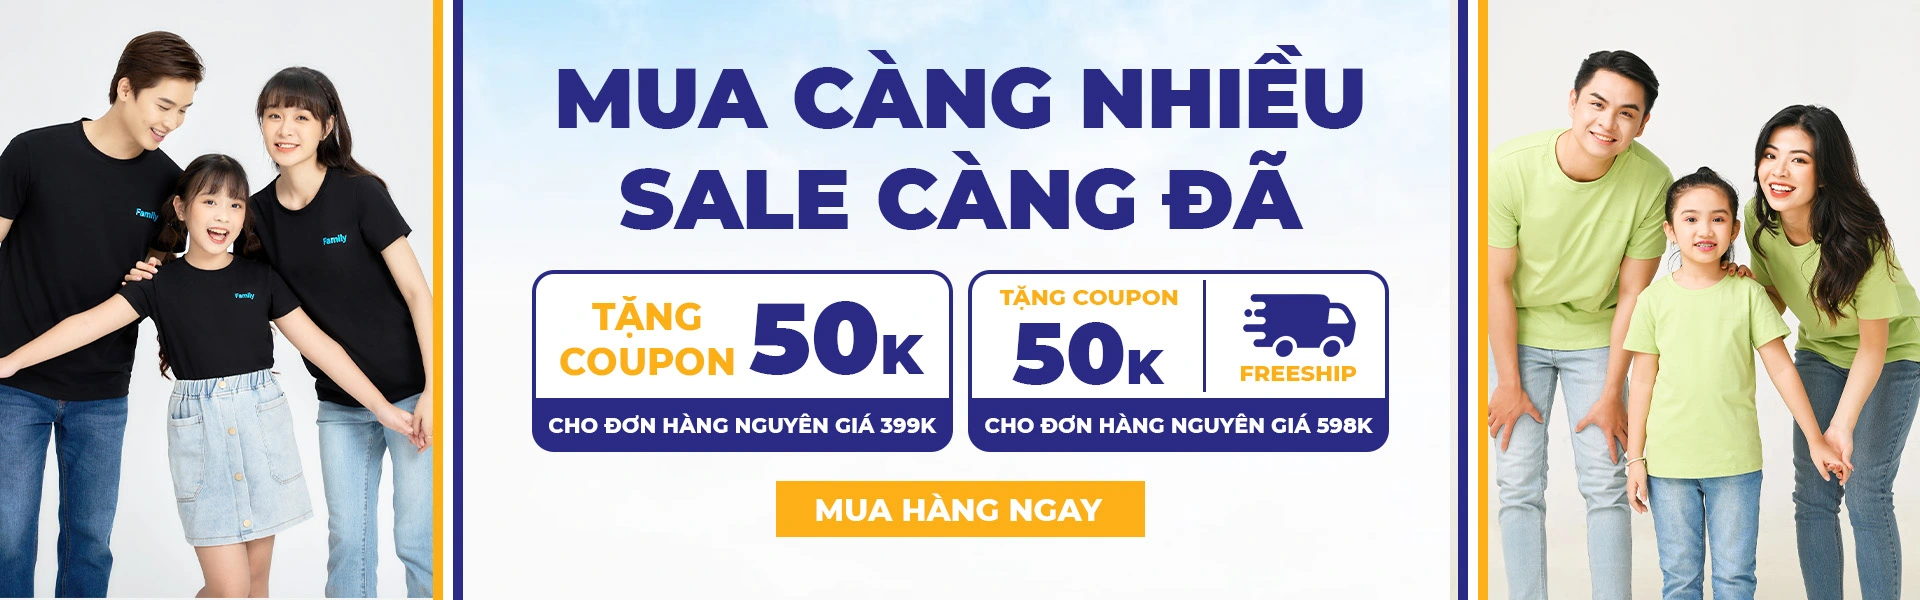 Family
Family
Family
MUA CÀNG NHIỀU
SALE CÀNG ĐÃ
TẶNG
COUPON
50K
CHO ĐƠN HÀNG NGUYÊN GIÁ 399K
TẶNG COUPON
50K
FREESHIP
CHO ĐƠN HÀNG NGUYÊN GIÁ 598K
MUA HÀNG NGAY